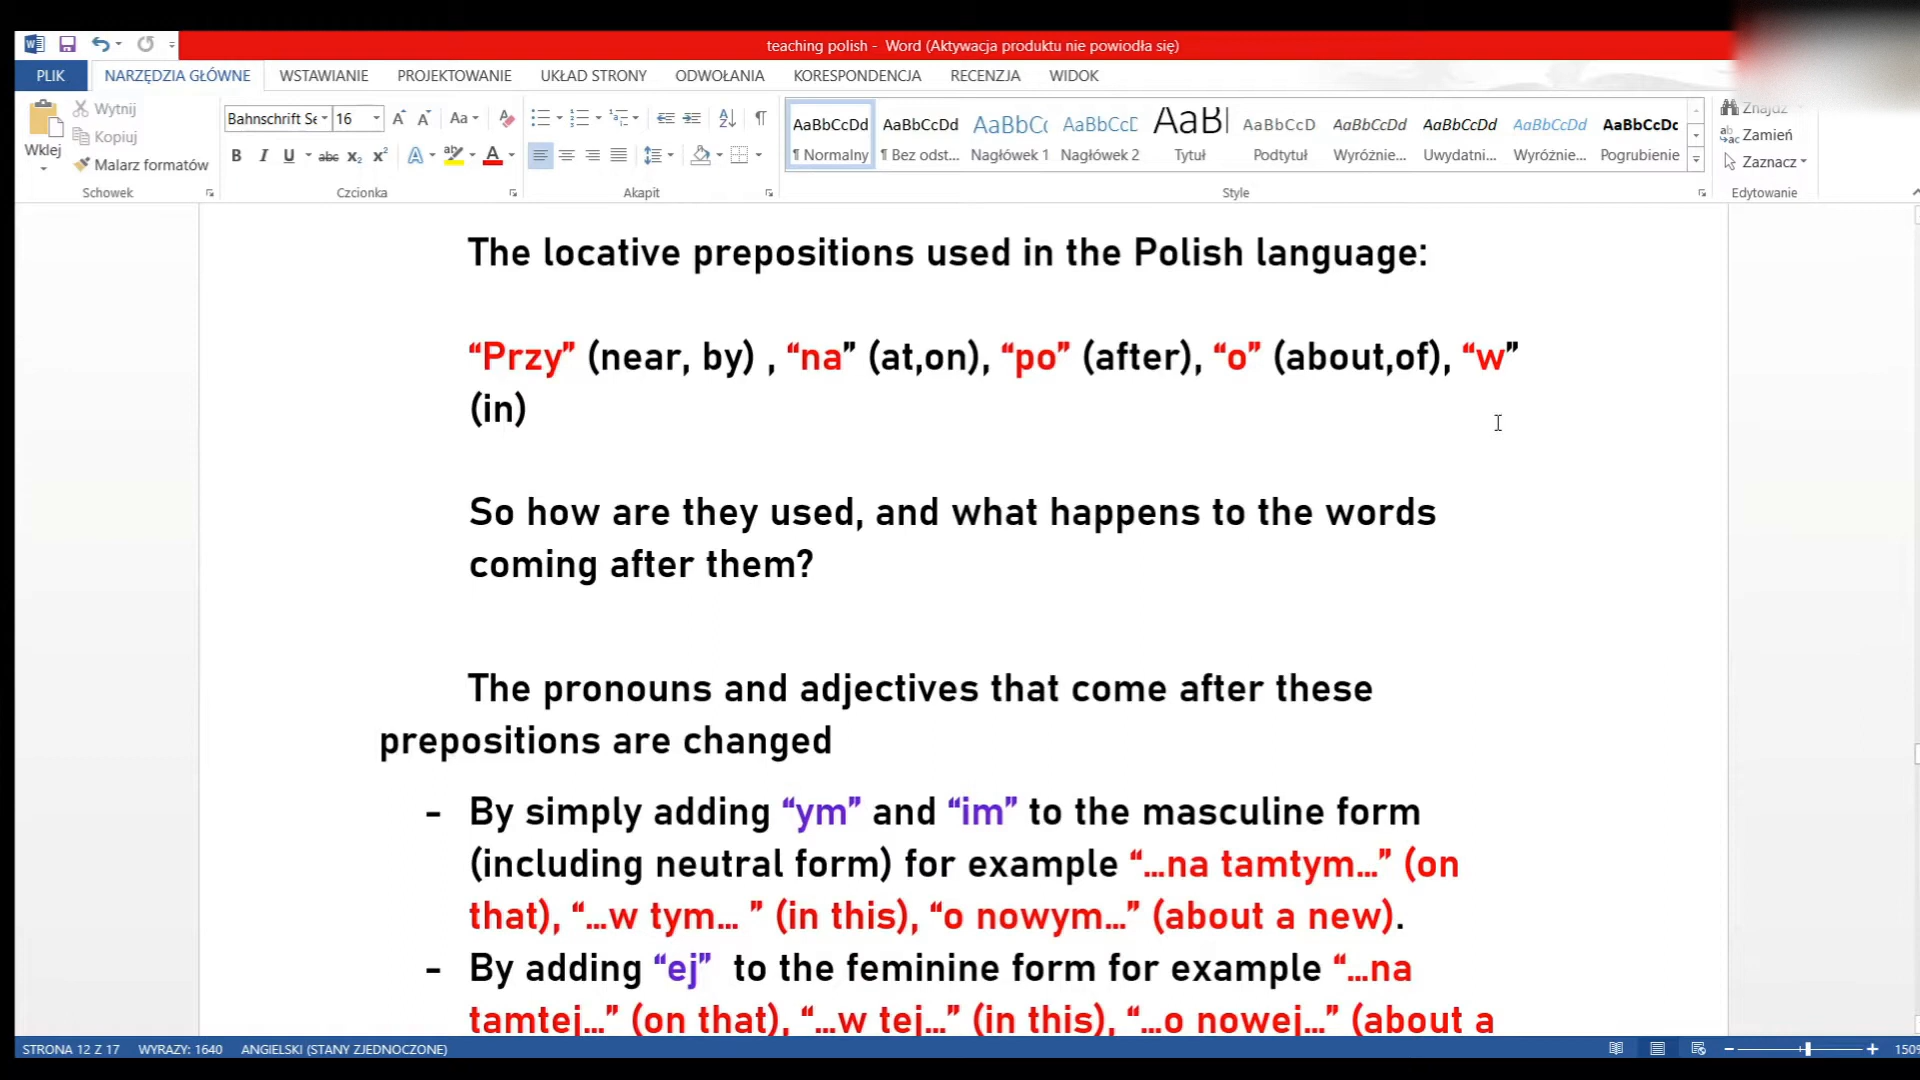 teaching polish - Word (Aktywacja produktu nie powiodła się)
PLIK NARZĘDZIA GŁÓWNE WSTAWIANIE PROJEKTOWANIE UKŁAD STRONY ODWOŁANIA KORESPONDENCJA RECENZJA WIDOK
Wklej
Wytnij
Kopiuj
Malarz formatów
Schowek
Bahnschrift Se 16
Czcionka
Akapit
AaBbCcDd AaBbCcDd AaBbCc AaBbCcD AaB AaBbCcD AaBbCcDd AaBbCcDd AaBbCcDd AaBbCcDc
¶ Normalny ¶ Bez odst... Nagłówek 1 Nagłówek 2 Tytuł Podtytuł Wyróżnie... Uwydatni... Wyróżnie... Pogrubienie
Style
Znajdź
Zamień
Zaznacz
Edytowanie
The locative prepositions used in the Polish language:
“Przy” (near, by) , “na” (at,on), “po” (after), “o” (about,of), “w”
(in)
So how are they used, and what happens to the words
coming after them?
The pronouns and adjectives that come after these
prepositions are changed
- By simply adding “ym” and “im” to the masculine form
(including neutral form) for example “...na tamtym...” (on
that), “...w tym... ” (in this), “o nowym...” (about a new).
- By adding “ej”  to the feminine form for example “...na
tamtej...” (on that), “...w tej...” (in this), “...o nowej...” (about a
STRONA 12 Z 17 WYRAZY: 1640 ANGIELSKI (STANY ZJEDNOCZONE)
150%